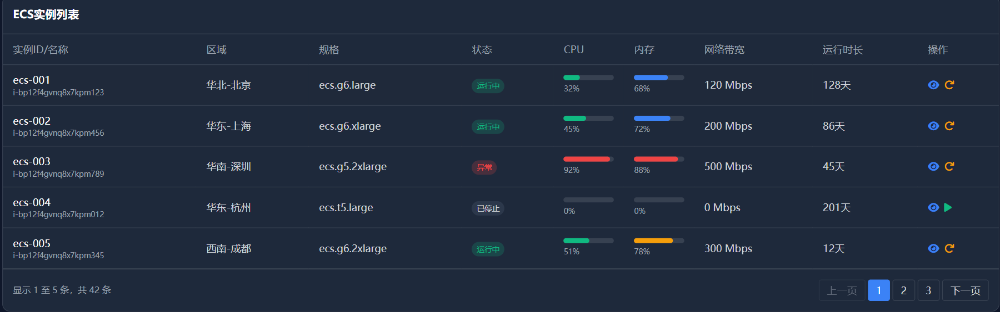 ECS实例列表
实例ID/名称 区域 规格 状态 CPU 内存 网络带宽 运行时长 操作
ecs-001
i-bp12f4gvnq8x7kpm123
华北-北京 ecs.g6.large 运行中 32% 68% 120 Mbps 128天
ecs-002
i-bp12f4gvnq8x7kpm456
华东-上海 ecs.g6.xlarge 运行中 45% 72% 200 Mbps 86天
ecs-003
i-bp12f4gvnq8x7kpm789
华南-深圳 ecs.g5.2xlarge 异常 92% 88% 500 Mbps 45天
ecs-004
i-bp12f4gvnq8x7kpm012
华东-杭州 ecs.t5.large 已停止 0% 0% 0 Mbps 201天
ecs-005
i-bp12f4gvnq8x7kpm345
西南-成都 ecs.g6.2xlarge 运行中 51% 78% 300 Mbps 12天
显示 1 至 5 条，共 42 条 上一页 1 2 3 下一页